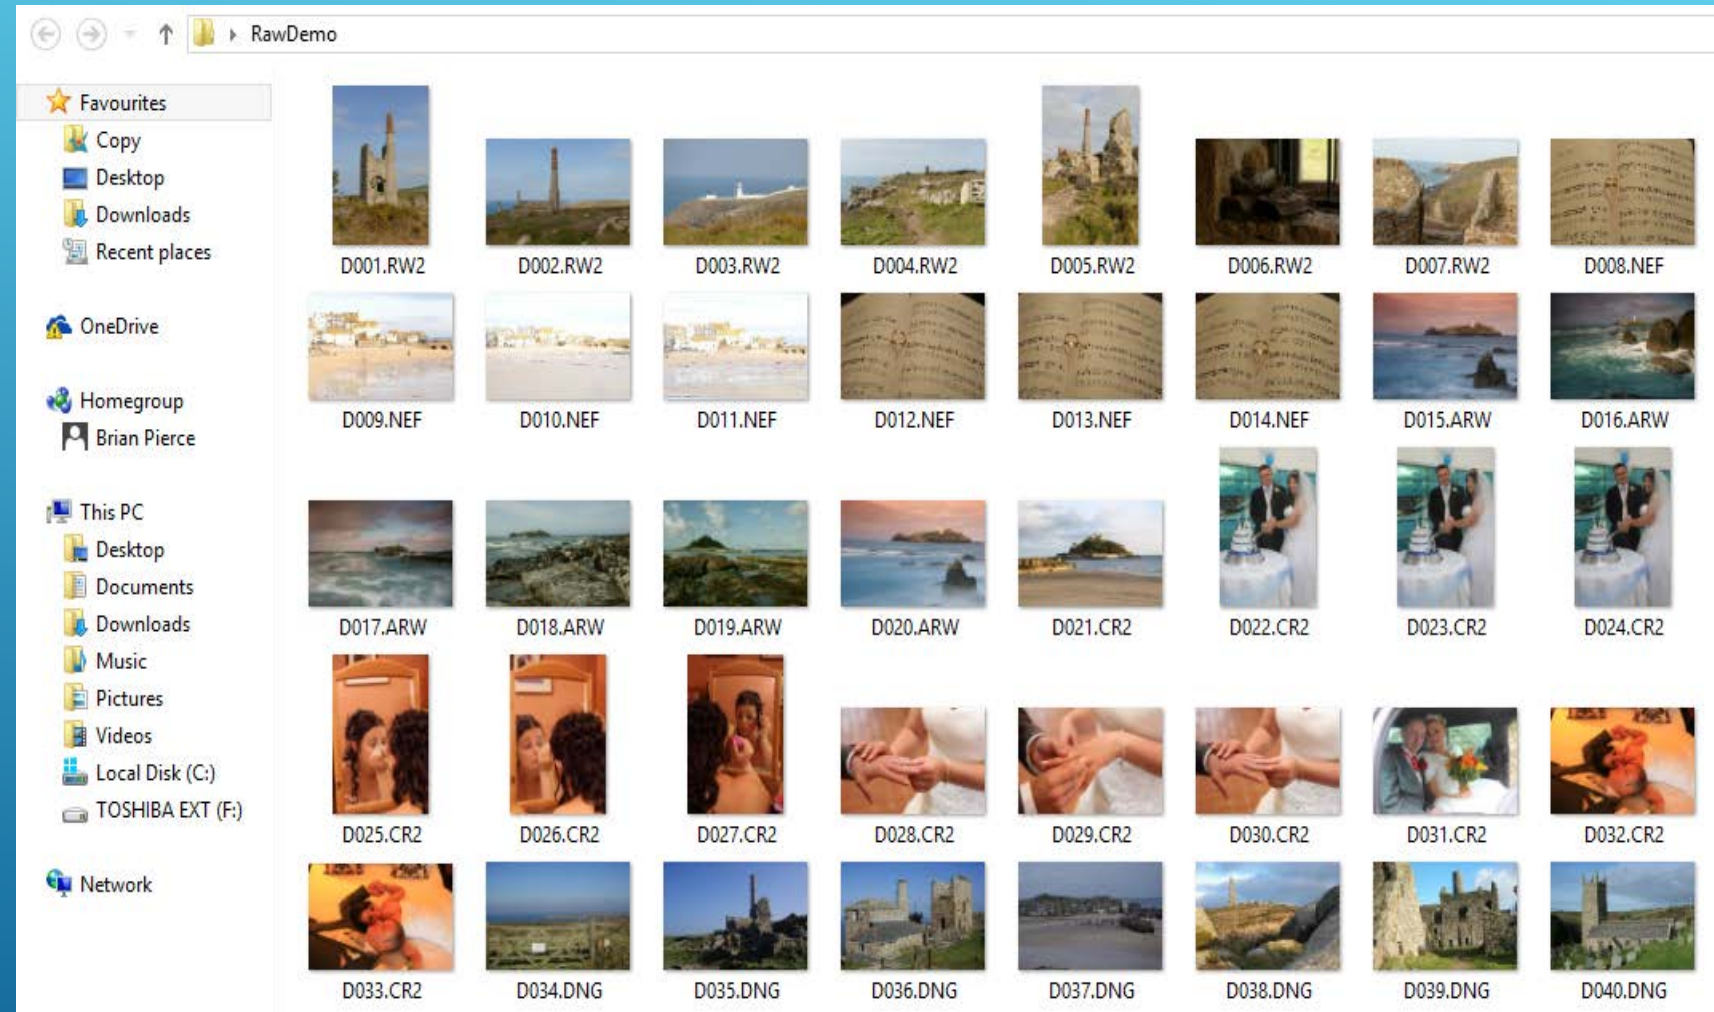 RawDemo
Favourites
Copy
Desktop
Downloads
Recent places
OneDrive
Homegroup
Brian Pierce
This PC
Desktop
Documents
Downloads
Music
Pictures
Videos
Local Disk (C:)
TOSHIBA EXT (F:)
Network
D001.RW2 D002.RW2 D003.RW2 D004.RW2 D005.RW2 D006.RW2 D007.RW2 D008.NEF
D009.NEF D010.NEF D011.NEF D012.NEF D013.NEF D014.NEF D015.ARW D016.ARW
D017.ARW D018.ARW D019.ARW D020.ARW D021.CR2 D022.CR2 D023.CR2 D024.CR2
D025.CR2 D026.CR2 D027.CR2 D028.CR2 D029.CR2 D030.CR2 D031.CR2 D032.CR2
D033.CR2 D034.DNG D035.DNG D036.DNG D037.DNG D038.DNG D039.DNG D040.DNG